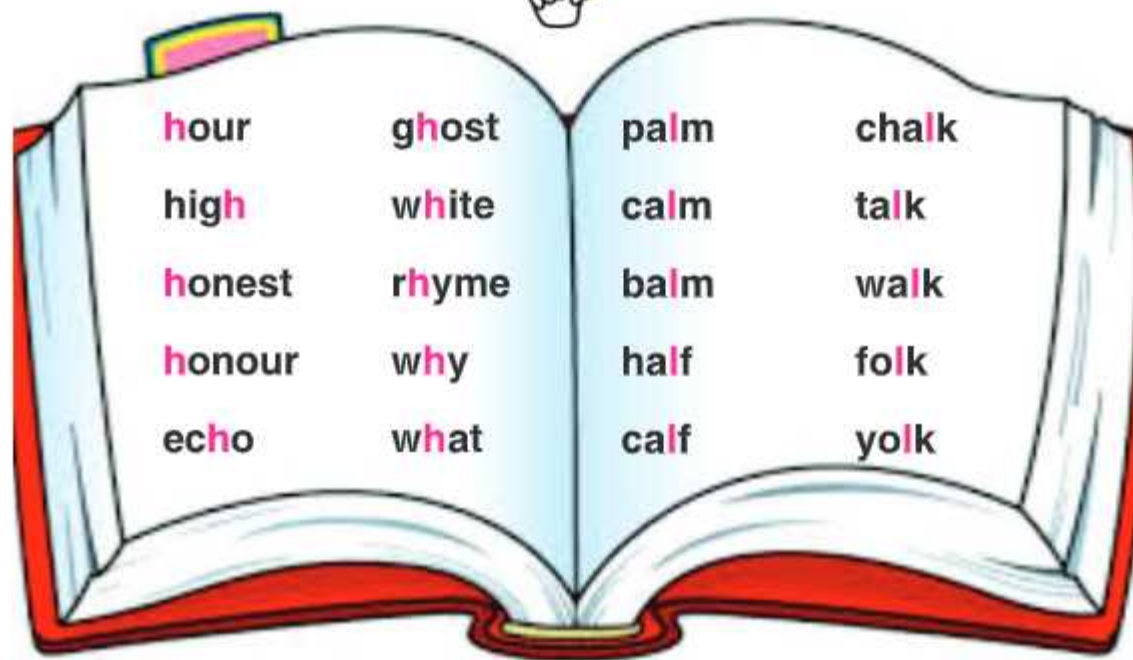 hour ghost palm chalk
high white calm talk
honest rhyme balm walk
honour why half folk
echo what calf yolk